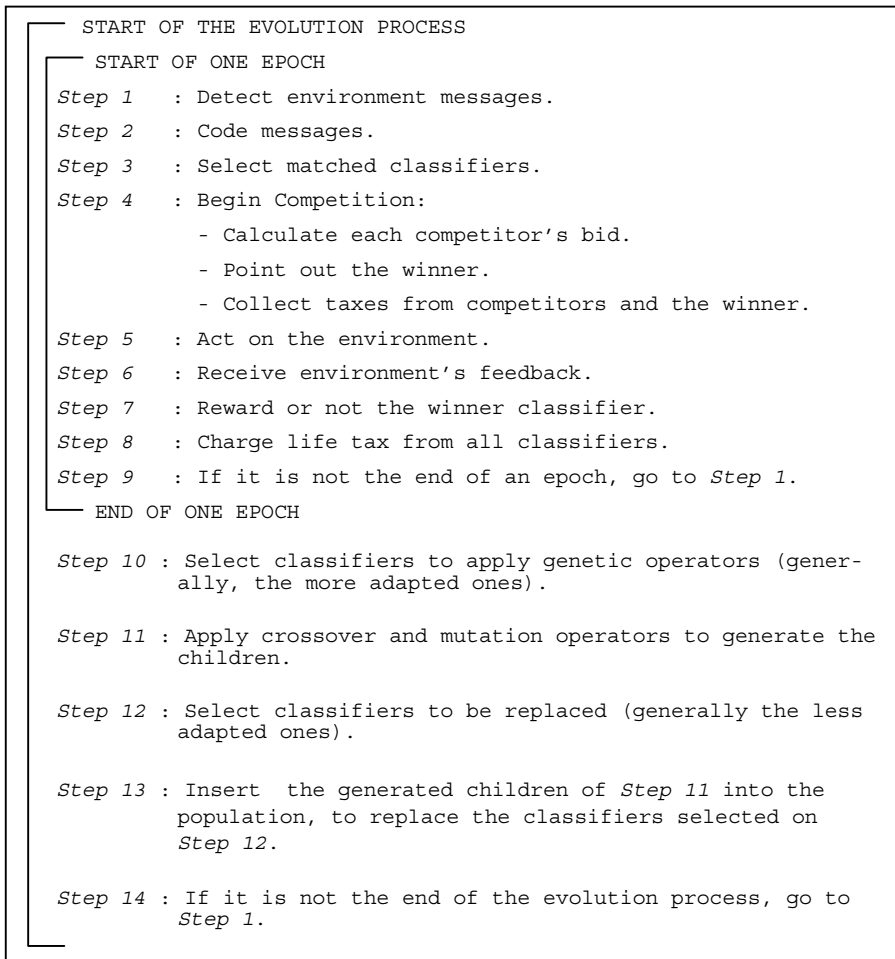 START OF THE EVOLUTION PROCESS
START OF ONE EPOCH
Step 1 : Detect environment messages.
Step 2 : Code messages.
Step 3 : Select matched classifiers.
Step 4 : Begin Competition:
- Calculate each competitor's bid.
- Point out the winner.
- Collect taxes from competitors and the winner.
Step 5 : Act on the environment.
Step 6 : Receive environment's feedback.
Step 7 : Reward or not the winner classifier.
Step 8 : Charge life tax from all classifiers.
Step 9 : If it is not the end of an epoch, go to Step 1.
END OF ONE EPOCH
Step 10 : Select classifiers to apply genetic operators (gener-
ally, the more adapted ones).
Step 11 : Apply crossover and mutation operators to generate the
children.
Step 12 : Select classifiers to be replaced (generally the less
adapted ones).
Step 13 : Insert the generated children of Step 11 into the
population, to replace the classifiers selected on
Step 12.
Step 14 : If it is not the end of the evolution process, go to
Step 1.